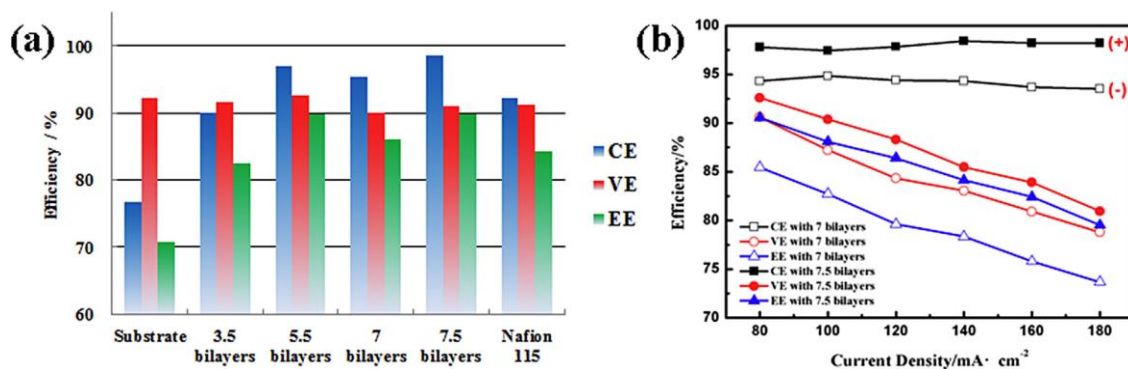 (a)
100
90
80
70
60
Efficiency / %
Substrate
3.5
bilayers
5.5
bilayers
7
bilayers
7.5
bilayers
Nafion
115
CE
VE
EE
(b)
100
95
90
85
80
75
70
Efficiency/%
(+)
(-)
CE with 7 bilayers
VE with 7 bilayers
EE with 7 bilayers
CE with 7.5 bilayers
VE with 7.5 bilayers
EE with 7.5 bilayers
80 100 120 140 160 180
Current Density/mA· cm-2